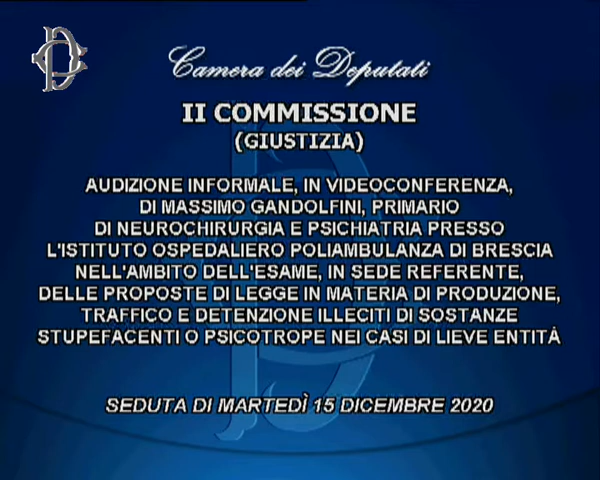 Camera dei Deputati
II COMMISSIONE
(GIUSTIZIA)
AUDIZIONE INFORMALE, IN VIDEOCONFERENZA,
DI MASSIMO GANDOLFINI, PRIMARIO
DI NEUROCHIRURGIA E PSICHIATRIA PRESSO
L'ISTITUTO OSPEDALIERO POLIAMBULANZA DI BRESCIA
NELL'AMBITO DELL'ESAME, IN SEDE REFERENTE,
DELLE PROPOSTE DI LEGGE IN MATERIA DI PRODUZIONE,
TRAFFICO E DETENZIONE ILLECITI DI SOSTANZE
STUPEFACENTI O PSICOTROPE NEI CASI DI LIEVE ENTITÀ
SEDUTA DI MARTEDÌ 15 DICEMBRE 2020